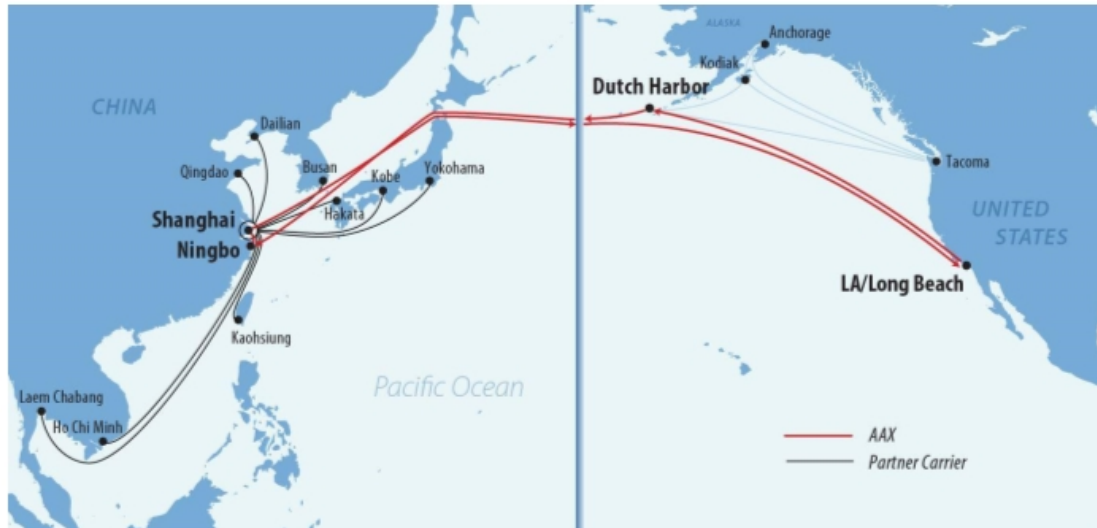 ALASKA
Anchorage
Kodiak
Dutch Harbor
CHINA
Dailian
Qingdao
Busan
Kobe
Yokohama
Hakata
Tacoma
Shanghai
Ningbo
UNITED
STATES
LA/Long Beach
Kaohsiung
Pacific Ocean
Laem Chabang
Ho Chi Minh
AAX
Partner Carrier